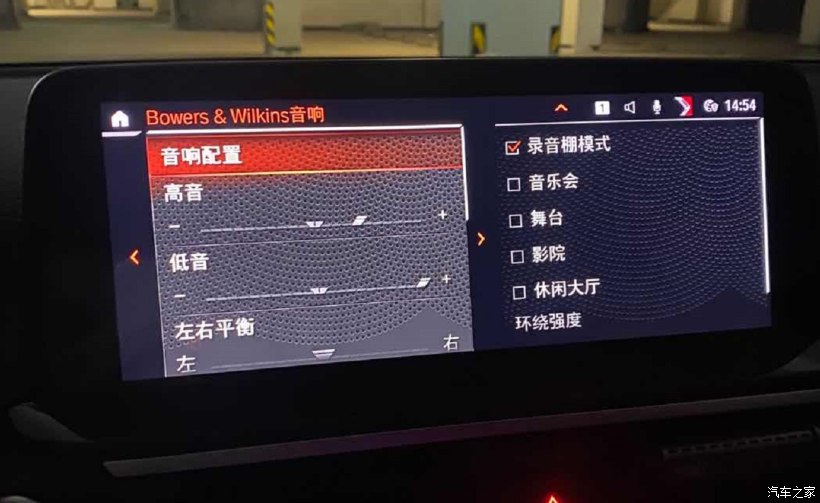 Bowers & Wilkins音响
1
14:54
音响配置
高音
- +
低音
- +
左右平衡
左 右
录音棚模式
音乐会
舞台
影院
休闲大厅
环绕强度
汽车之家